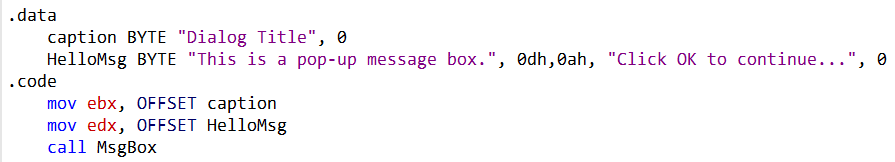 .data
    caption BYTE "Dialog Title", 0
    HelloMsg BYTE "This is a pop-up message box.", 0dh,0ah, "Click OK to continue...", 0
.code
    mov ebx, OFFSET caption
    mov edx, OFFSET HelloMsg
    call MsgBox